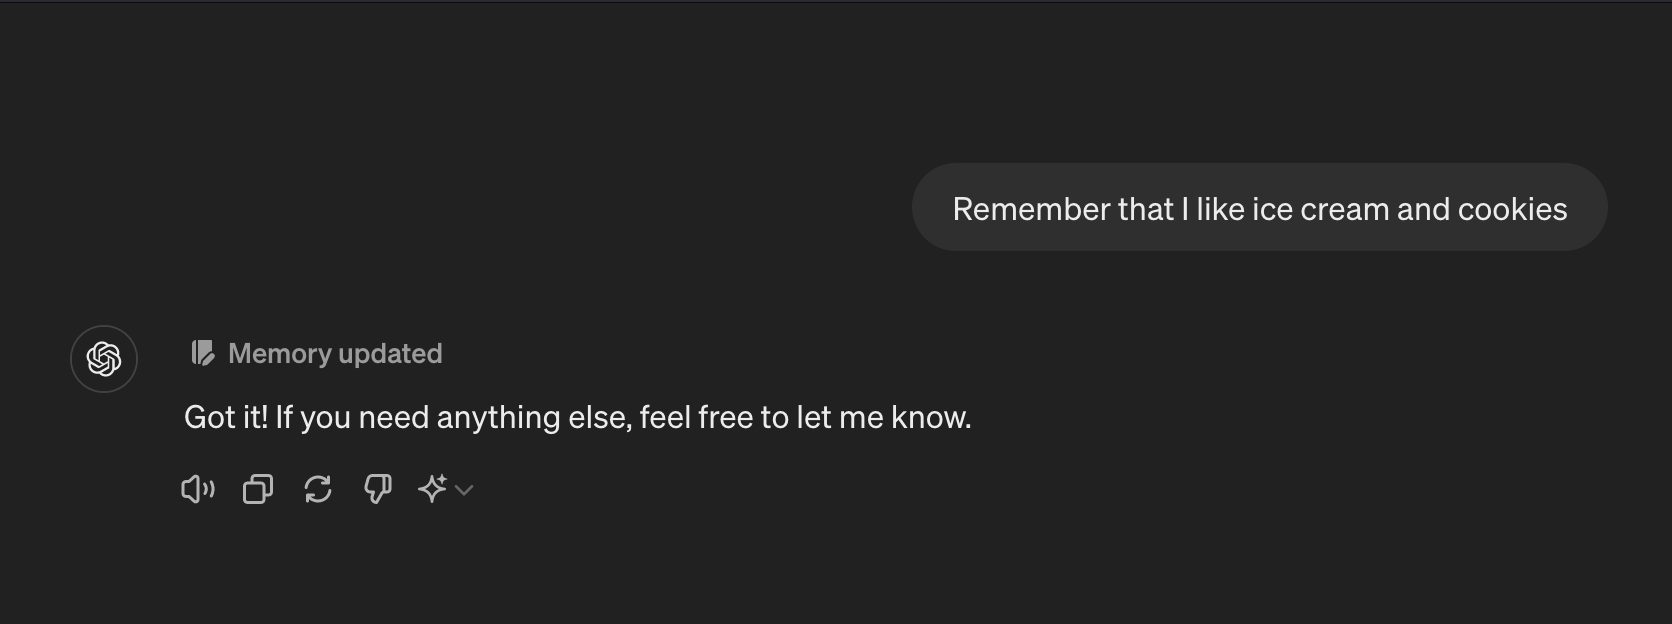 Remember that I like ice cream and cookies
Memory updated
Got it! If you need anything else, feel free to let me know.